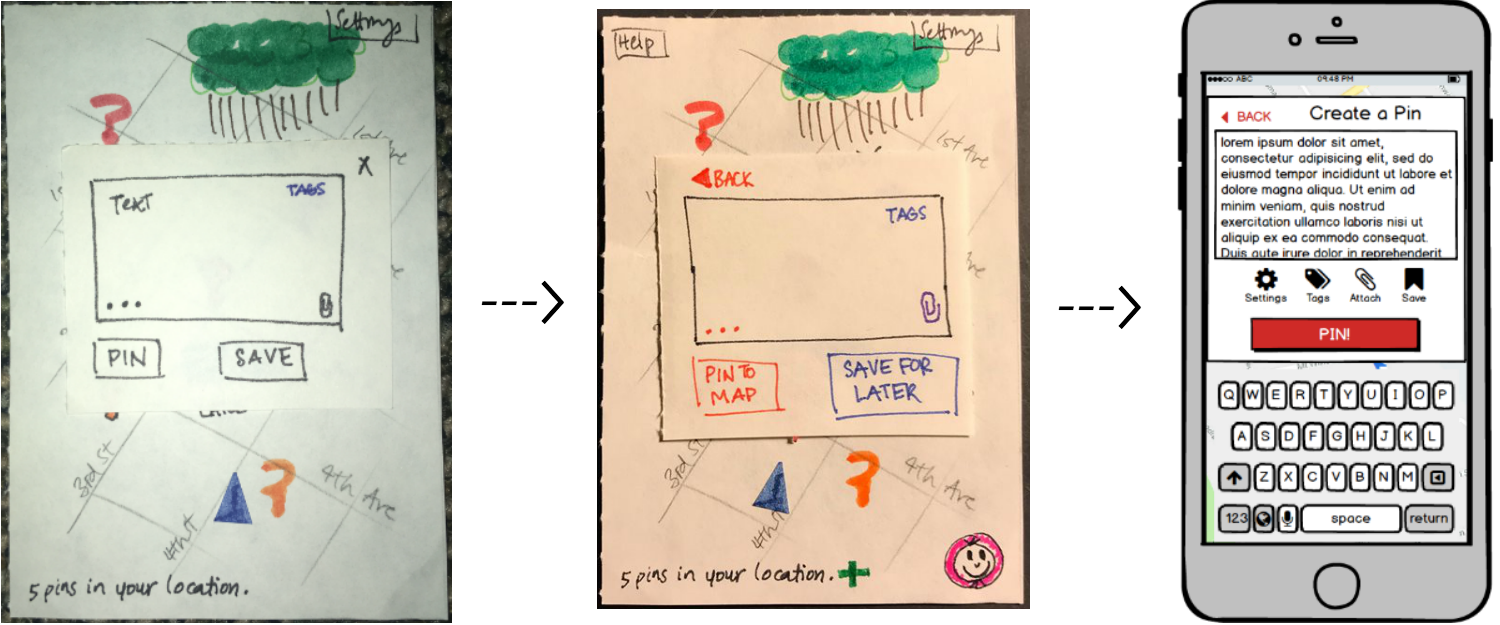 Settings
?
1st Ave
X
TEXT
TAGS
...
PIN
SAVE
3rd St
4th Ave
4th St
?
5 pins in your location.
--->
Help
Settings
?
1st Ave
BACK
TAGS
...
PIN TO
MAP
SAVE FOR
LATER
3rd St
4th Ave
4th St
?
5 pins in your location. +
--->
ABC 09:48 PM
BACK
Create a Pin
lorem ipsum dolor sit amet,
consectetur adipisicing elit, sed do
eiusmod tempor incididunt ut labore et
dolore magna aliqua. Ut enim ad
minim veniam, quis nostrud
exercitation ullamco laboris nisi ut
aliquip ex ea commodo consequat.
Duis aute irure dolor in reprehenderit
Settings Tags Attach Save
PIN!
Q W E R T Y U I O P
A S D F G H J K L
Z X C V B N M
123 space return